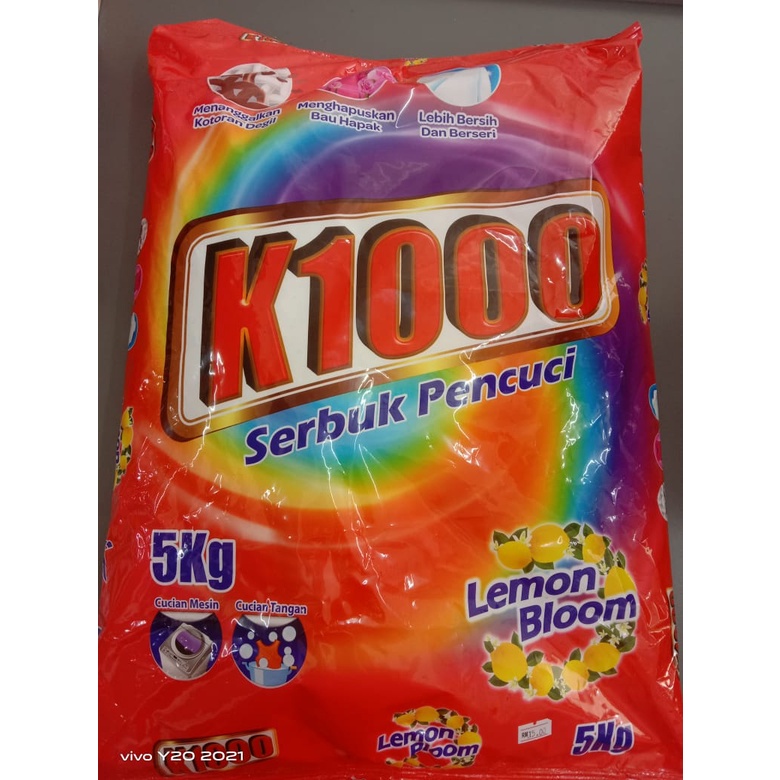 Menanggalkan
Kotoran Degil
Menghapuskan
Bau Hapak
Lebih Bersih
Dan Berseri
K1000
Serbuk Pencuci
5Kg
Cucian Mesin
Cucian Tangan
Lemon
Bloom
K1000
Lemon
Bloom
5Kg
vivo Y20 2021